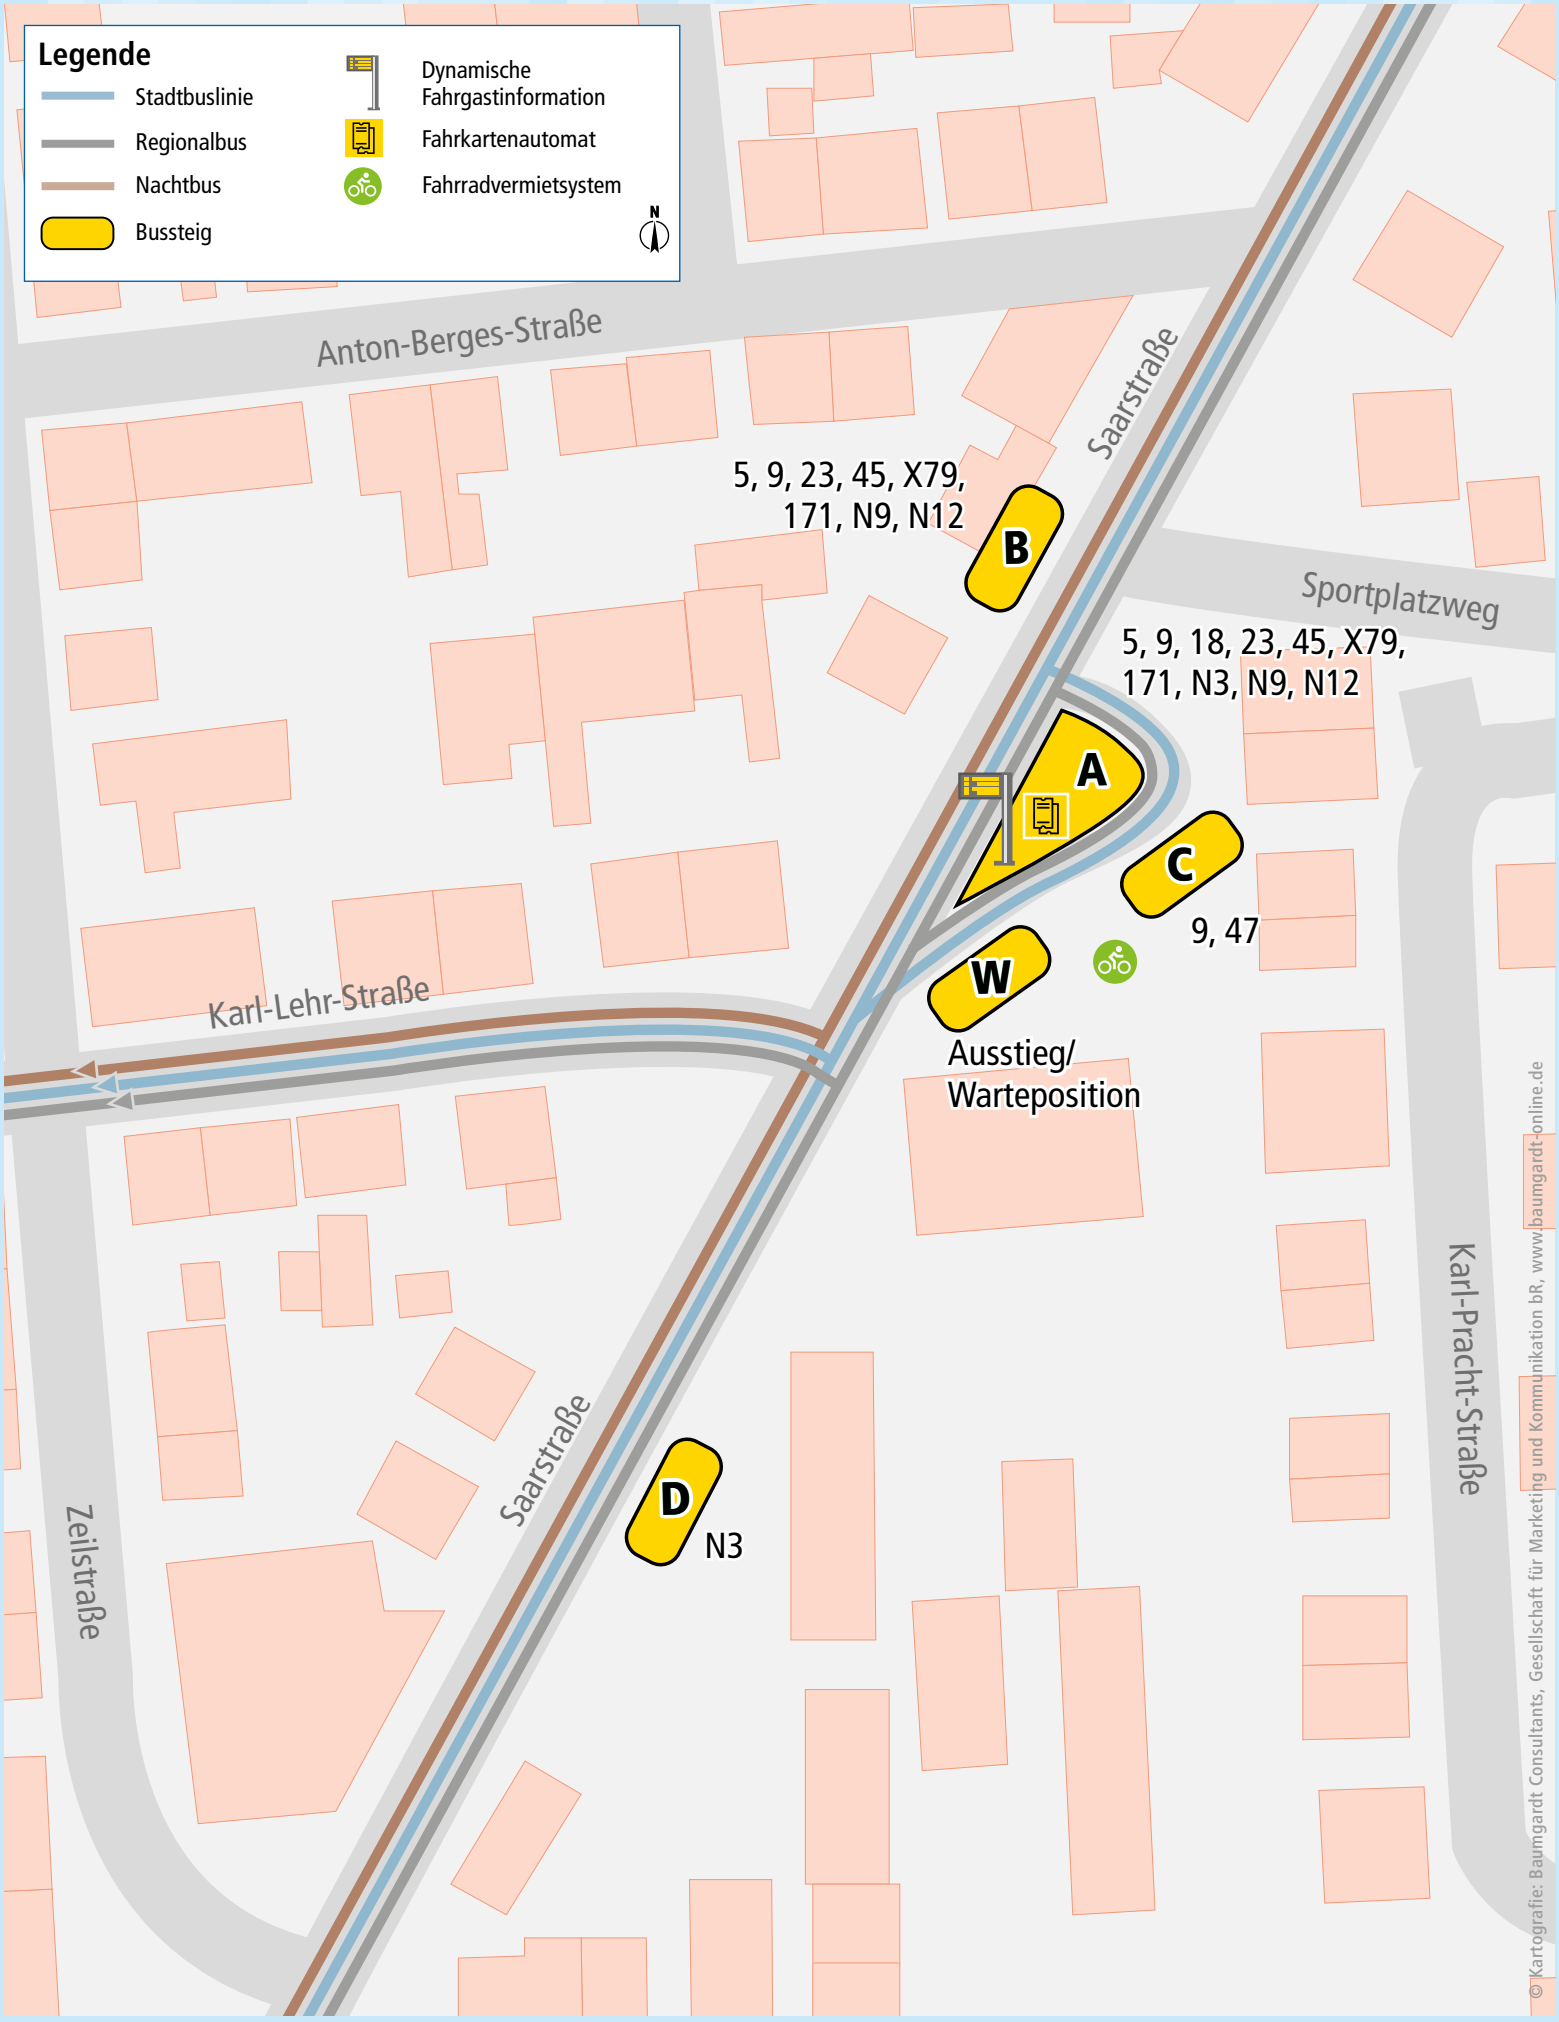 Legende
Stadtbuslinie
Regionalbus
Nachtbus
Bussteig
Dynamische
Fahrgastinformation
Fahrkartenautomat
Fahrradvermietsystem
N
Anton-Berges-Straße
Saarstraße
5, 9, 23, 45, X79,
171, N9, N12
B
Sportplatzweg
5, 9, 18, 23, 45, X79,
171, N3, N9, N12
A
C
9, 47
W
Ausstieg/
Warteposition
Karl-Lehr-Straße
Karl-Pracht-Straße
Saarstraße
D
N3
Zeilstraße
© Kartografie: Baumgardt Consultants, Gesellschaft für Marketing und Kommunikation bR, www.baumgardt-online.de